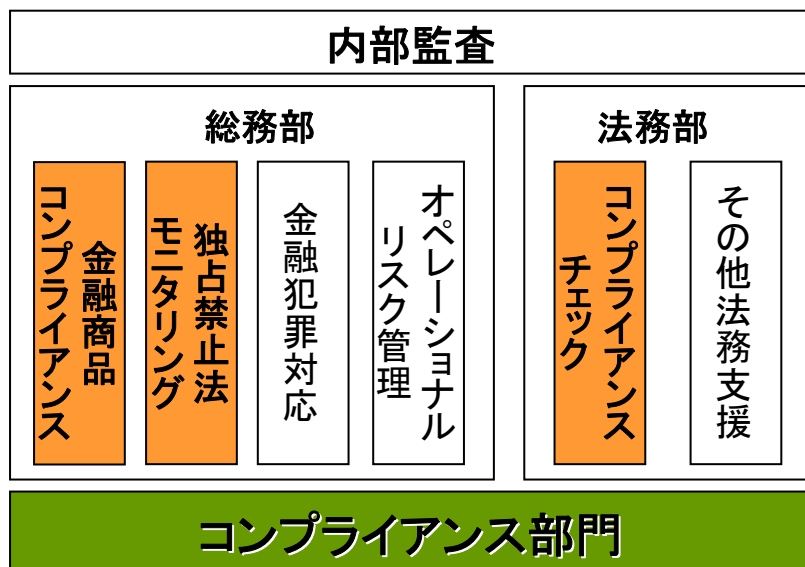 内部監査
総務部
金融商品
コンプライアンス
独占禁止法
モニタリング
金融犯罪対応
オペレーショナル
リスク管理
法務部
コンプライアンス
チェック
その他法務支援
コンプライアンス部門